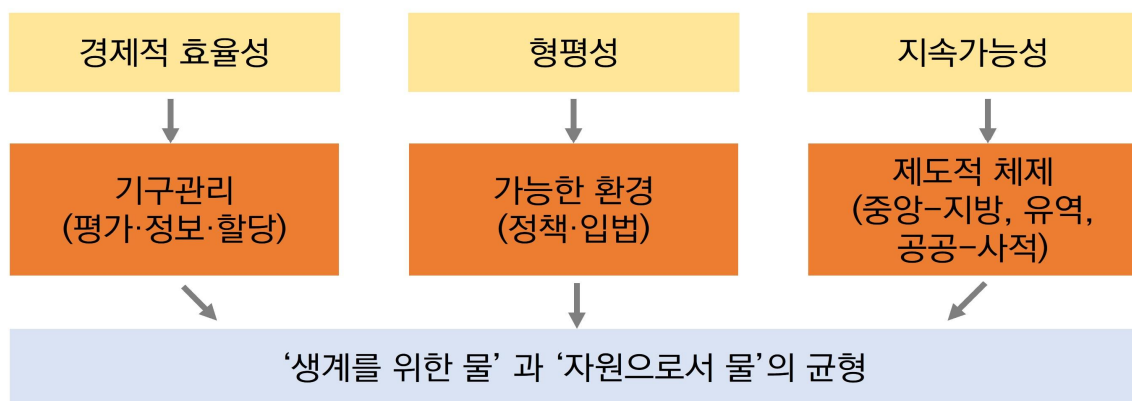 경제적 효율성
형평성
지속가능성
기구관리
(평가·정보·할당)
가능한 환경
(정책·입법)
제도적 체제
(중앙-지방, 유역,
공공-사적)
‘생계를 위한 물’ 과 ‘자원으로서 물’의 균형